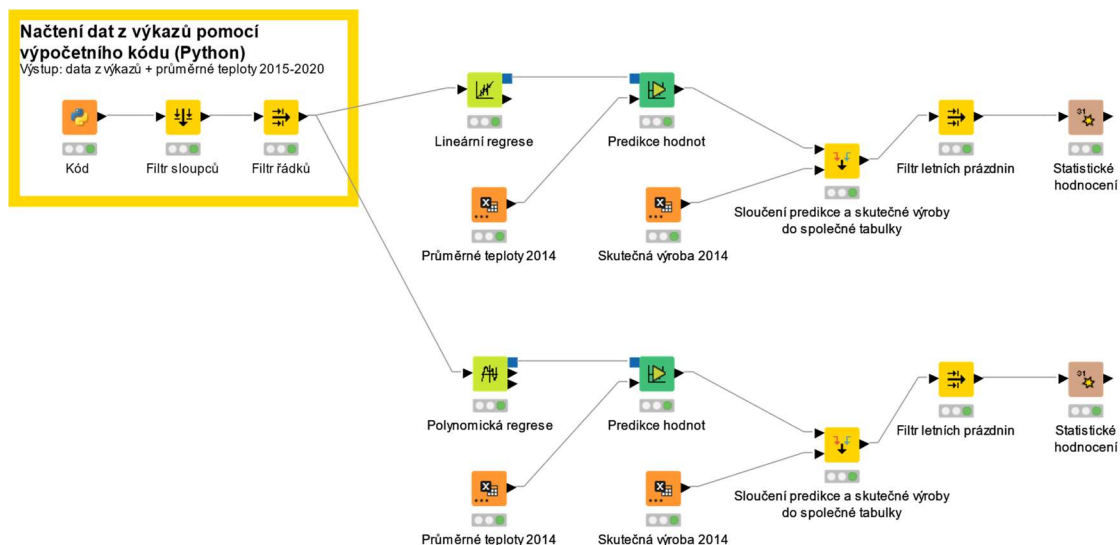 Načtení dat z výkazů pomocí
výpočetního kódu (Python)
Výstup: data z výkazů + průměrné teploty 2015-2020
Kód
Filtr sloupců
Filtr řádků
Lineární regrese
Predikce hodnot
Průměrné teploty 2014
Skutečná výroba 2014
Sloučení predikce a skutečné výroby
do společné tabulky
Filtr letních prázdnin
31
Statistické
hodnocení
Polynomická regrese
Predikce hodnot
Průměrné teploty 2014
Skutečná výroba 2014
Sloučení predikce a skutečné výroby
do společné tabulky
Filtr letních prázdnin
31
Statistické
hodnocení